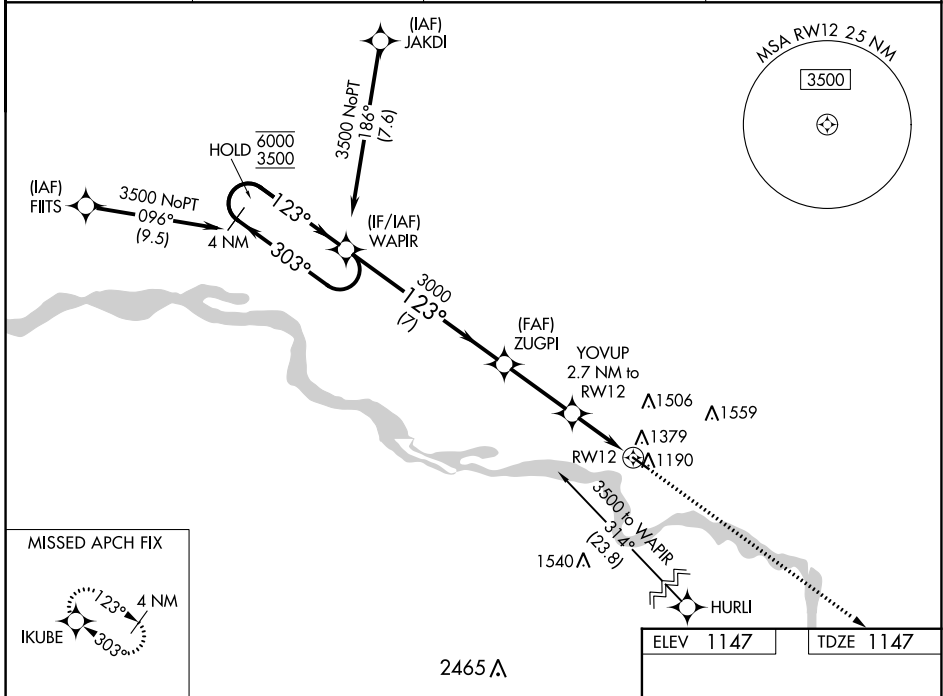 (IAF)
JAKDI
MSA RW12 25 NM
3500
3500 NoPT
186°
(7.6)
HOLD
6000
3500
(IAF)
FIITS
3500 NoPT
096°
(9.5)
4 NM
123°
303°
(IF/IAF)
WAPIR
3000
123°
(7)
(FAF)
ZUGPI
YOVUP
2.7 NM to
RW12
1506
1559
1379
RW12
1190
3500 to WAPIR
314°
(23.8)
1540
HURLI
MISSED APCH FIX
123°
4 NM
IKUBE
303°
2465
ELEV 1147
TDZE 1147